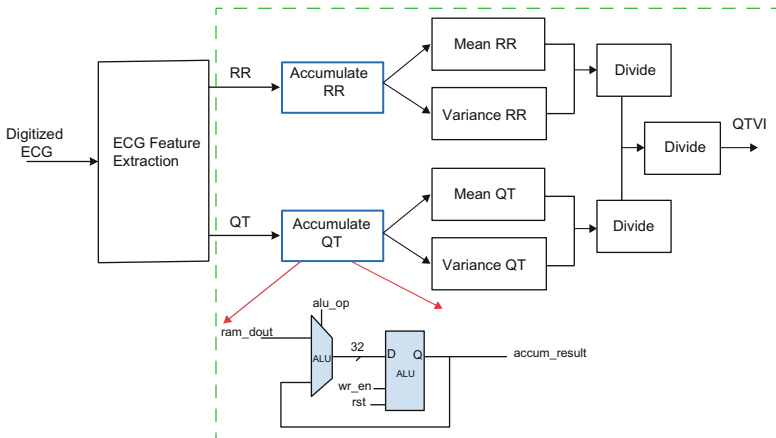 Digitized
ECG
ECG Feature
Extraction
RR
Accumulate
RR
Mean RR
Variance RR
Divide
Divide
QTVI
QT
Accumulate
QT
Mean QT
Variance QT
Divide
alu_op
ram_dout
ALU
32
D
Q
ALU
wr_en
rst
accum_result